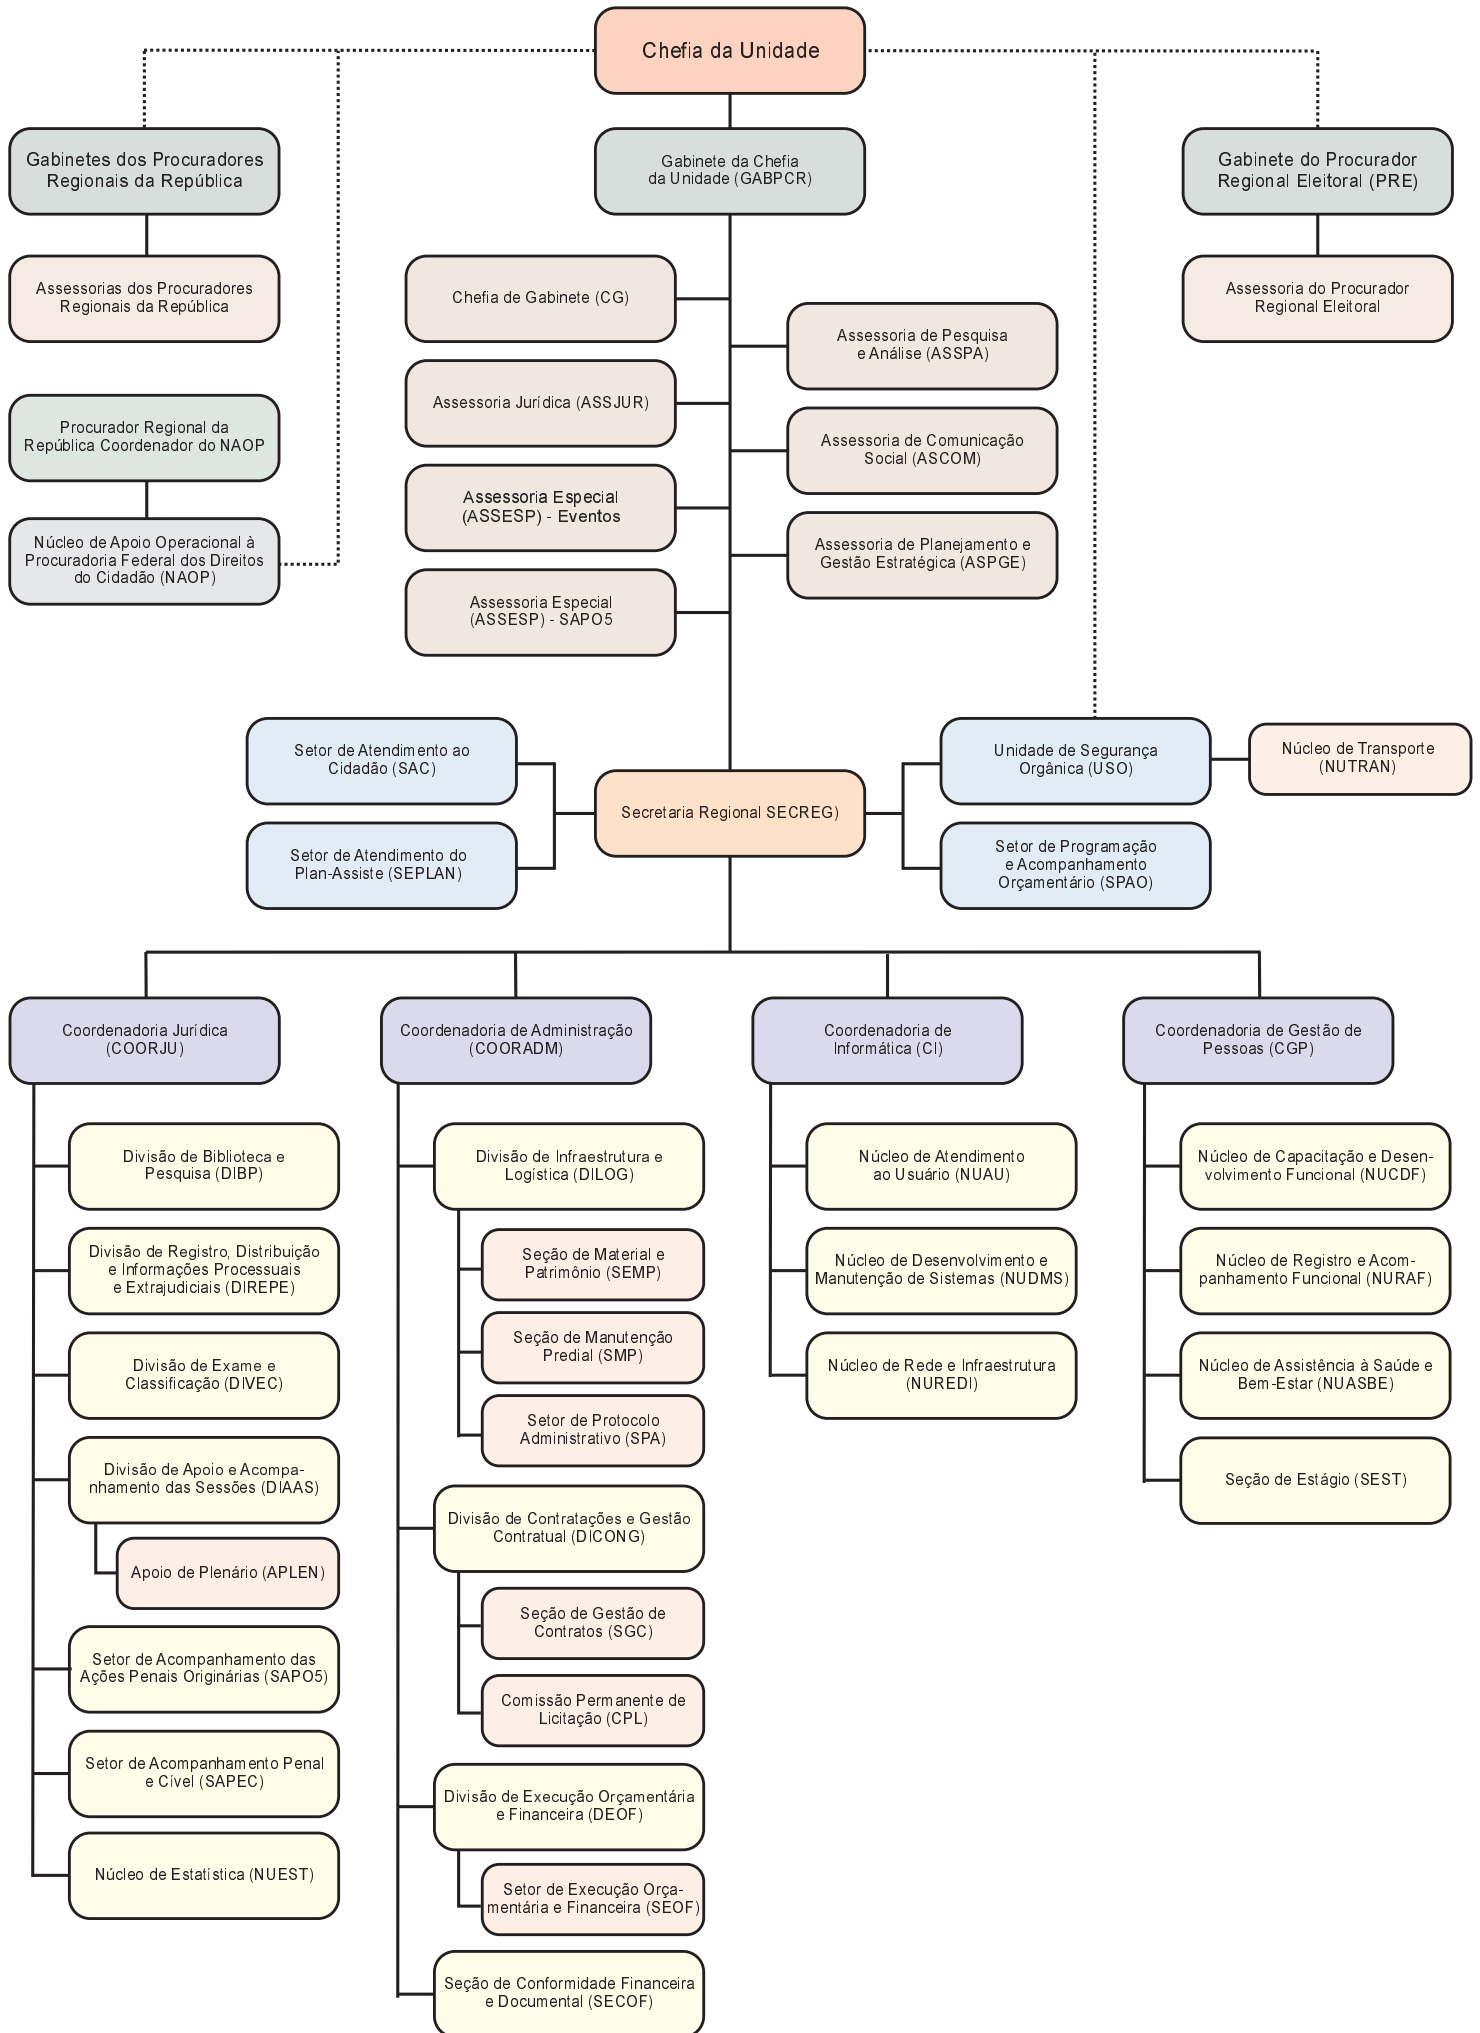 Chefia da Unidade
Gabinetes dos Procuradores
Regionais da República
Gabinete da Chefia
da Unidade (GABPCR)
Gabinete do Procurador
Regional Eleitoral (PRE)
Assessorias dos Procuradores
Regionais da República
Chefia de Gabinete (CG)
Assessoria do Procurador
Regional Eleitoral
Assessoria de Pesquisa
e Análise (ASSPA)
Assessoria Jurídica (ASSJUR)
Procurador Regional da
República Coordenador do NAOP
Assessoria de Comunicação
Social (ASCOM)
Assessoria Especial
(ASSESP) - Eventos
Núcleo de Apoio Operacional à
Procuradoria Federal dos Direitos
do Cidadão (NAOP)
Assessoria de Planejamento e
Gestão Estratégica (ASPGE)
Assessoria Especial
(ASSESP) - SAPO5
Setor de Atendimento ao
Cidadão (SAC)
Unidade de Segurança
Orgânica (USO)
Núcleo de Transporte
(NUTRAN)
Secretaria Regional SECREG)
Setor de Atendimento do
Plan-Assiste (SEPLAN)
Setor de Programação
e Acompanhamento
Orçamentário (SPAO)
Coordenadoria Jurídica
(COORJU)
Coordenadoria de Administração
(COORADM)
Coordenadoria de
Informática (CI)
Coordenadoria de Gestão de
Pessoas (CGP)
Divisão de Biblioteca e
Pesquisa (DIBP)
Divisão de Registro, Distribuição
e Informações Processuais
e Extrajudiciais (DIREPE)
Divisão de Exame e
Classificação (DIVEC)
Divisão de Apoio e Acompa-
nhamento das Sessões (DIAAS)
Apoio de Plenário (APLEN)
Setor de Acompanhamento das
Ações Penais Originárias (SAPO5)
Setor de Acompanhamento Penal
e Cível (SAPEC)
Núcleo de Estatística (NUEST)
Divisão de Infraestrutura e
Logística (DILOG)
Seção de Material e
Patrimônio (SEMP)
Seção de Manutenção
Predial (SMP)
Setor de Protocolo
Administrativo (SPA)
Divisão de Contratações e Gestão
Contratual (DICONG)
Seção de Gestão de
Contratos (SGC)
Comissão Permanente de
Licitação (CPL)
Divisão de Execução Orçamentária
e Financeira (DEOF)
Setor de Execução Orça-
mentária e Financeira (SEOF)
Seção de Conformidade Financeira
e Documental (SECOF)
Núcleo de Atendimento
ao Usuário (NUAU)
Núcleo de Desenvolvimento e
Manutenção de Sistemas (NUDMS)
Núcleo de Rede e Infraestrutura
(NUREDI)
Núcleo de Capacitação e Desen-
volvimento Funcional (NUCDF)
Núcleo de Registro e Acom-
panhamento Funcional (NURAF)
Núcleo de Assistência à Saúde e
Bem-Estar (NUASBE)
Seção de Estágio (SEST)